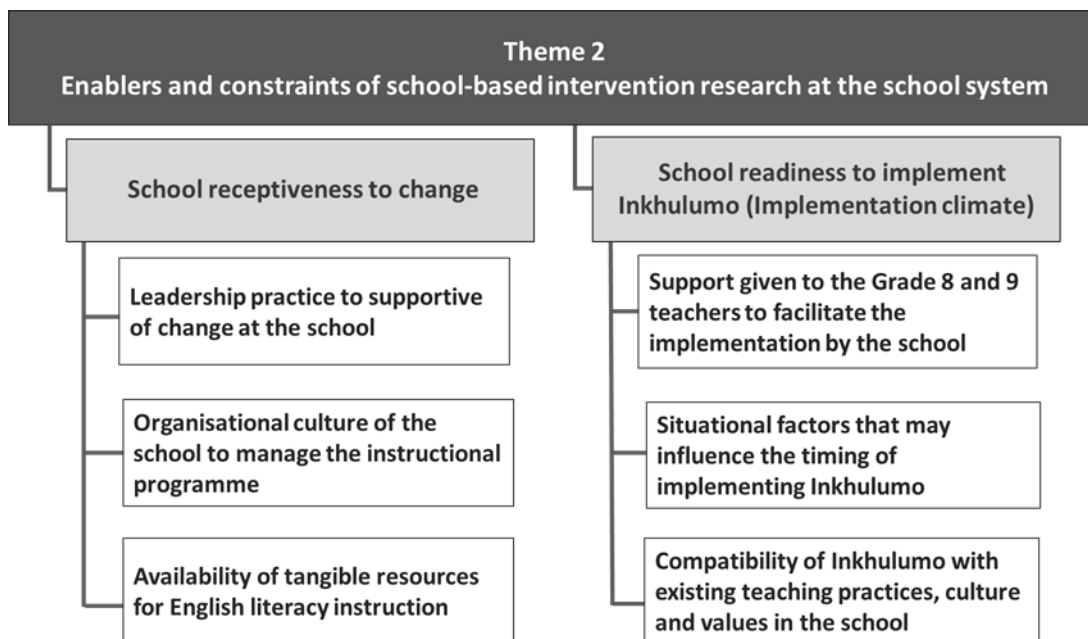 Theme 2
Enablers and constraints of school-based intervention research at the school system
School receptiveness to change
Leadership practice to supportive
of change at the school
Organisational culture of the
school to manage the instructional
programme
Availability of tangible resources
for English literacy instruction
School readiness to implement
Inkhulumo (Implementation climate)
Support given to the Grade 8 and 9
teachers to facilitate the
implementation by the school
Situational factors that may
influence the timing of
implementing Inkhulumo
Compatibility of Inkhulumo with
existing teaching practices, culture
and values in the school